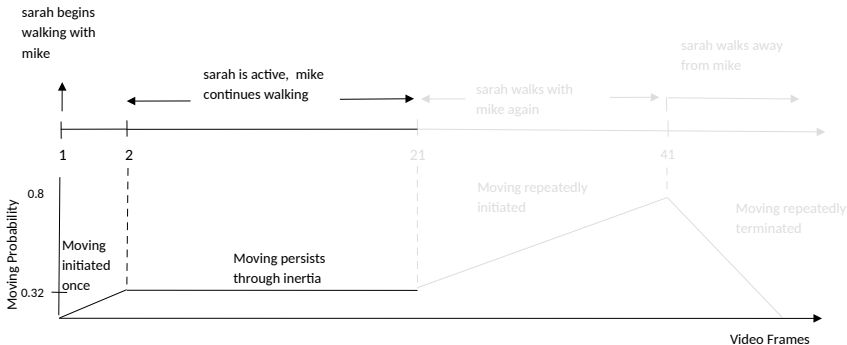 sarah begins
walking with
mike
sarah is active,  mike
continues walking
sarah walks with
mike again
sarah walks away
from mike
1
2
21
41
Moving Probability
0.8
0.32
Moving
initiated
once
Moving persists
through inertia
Moving repeatedly
initiated
Moving repeatedly
terminated
Video Frames